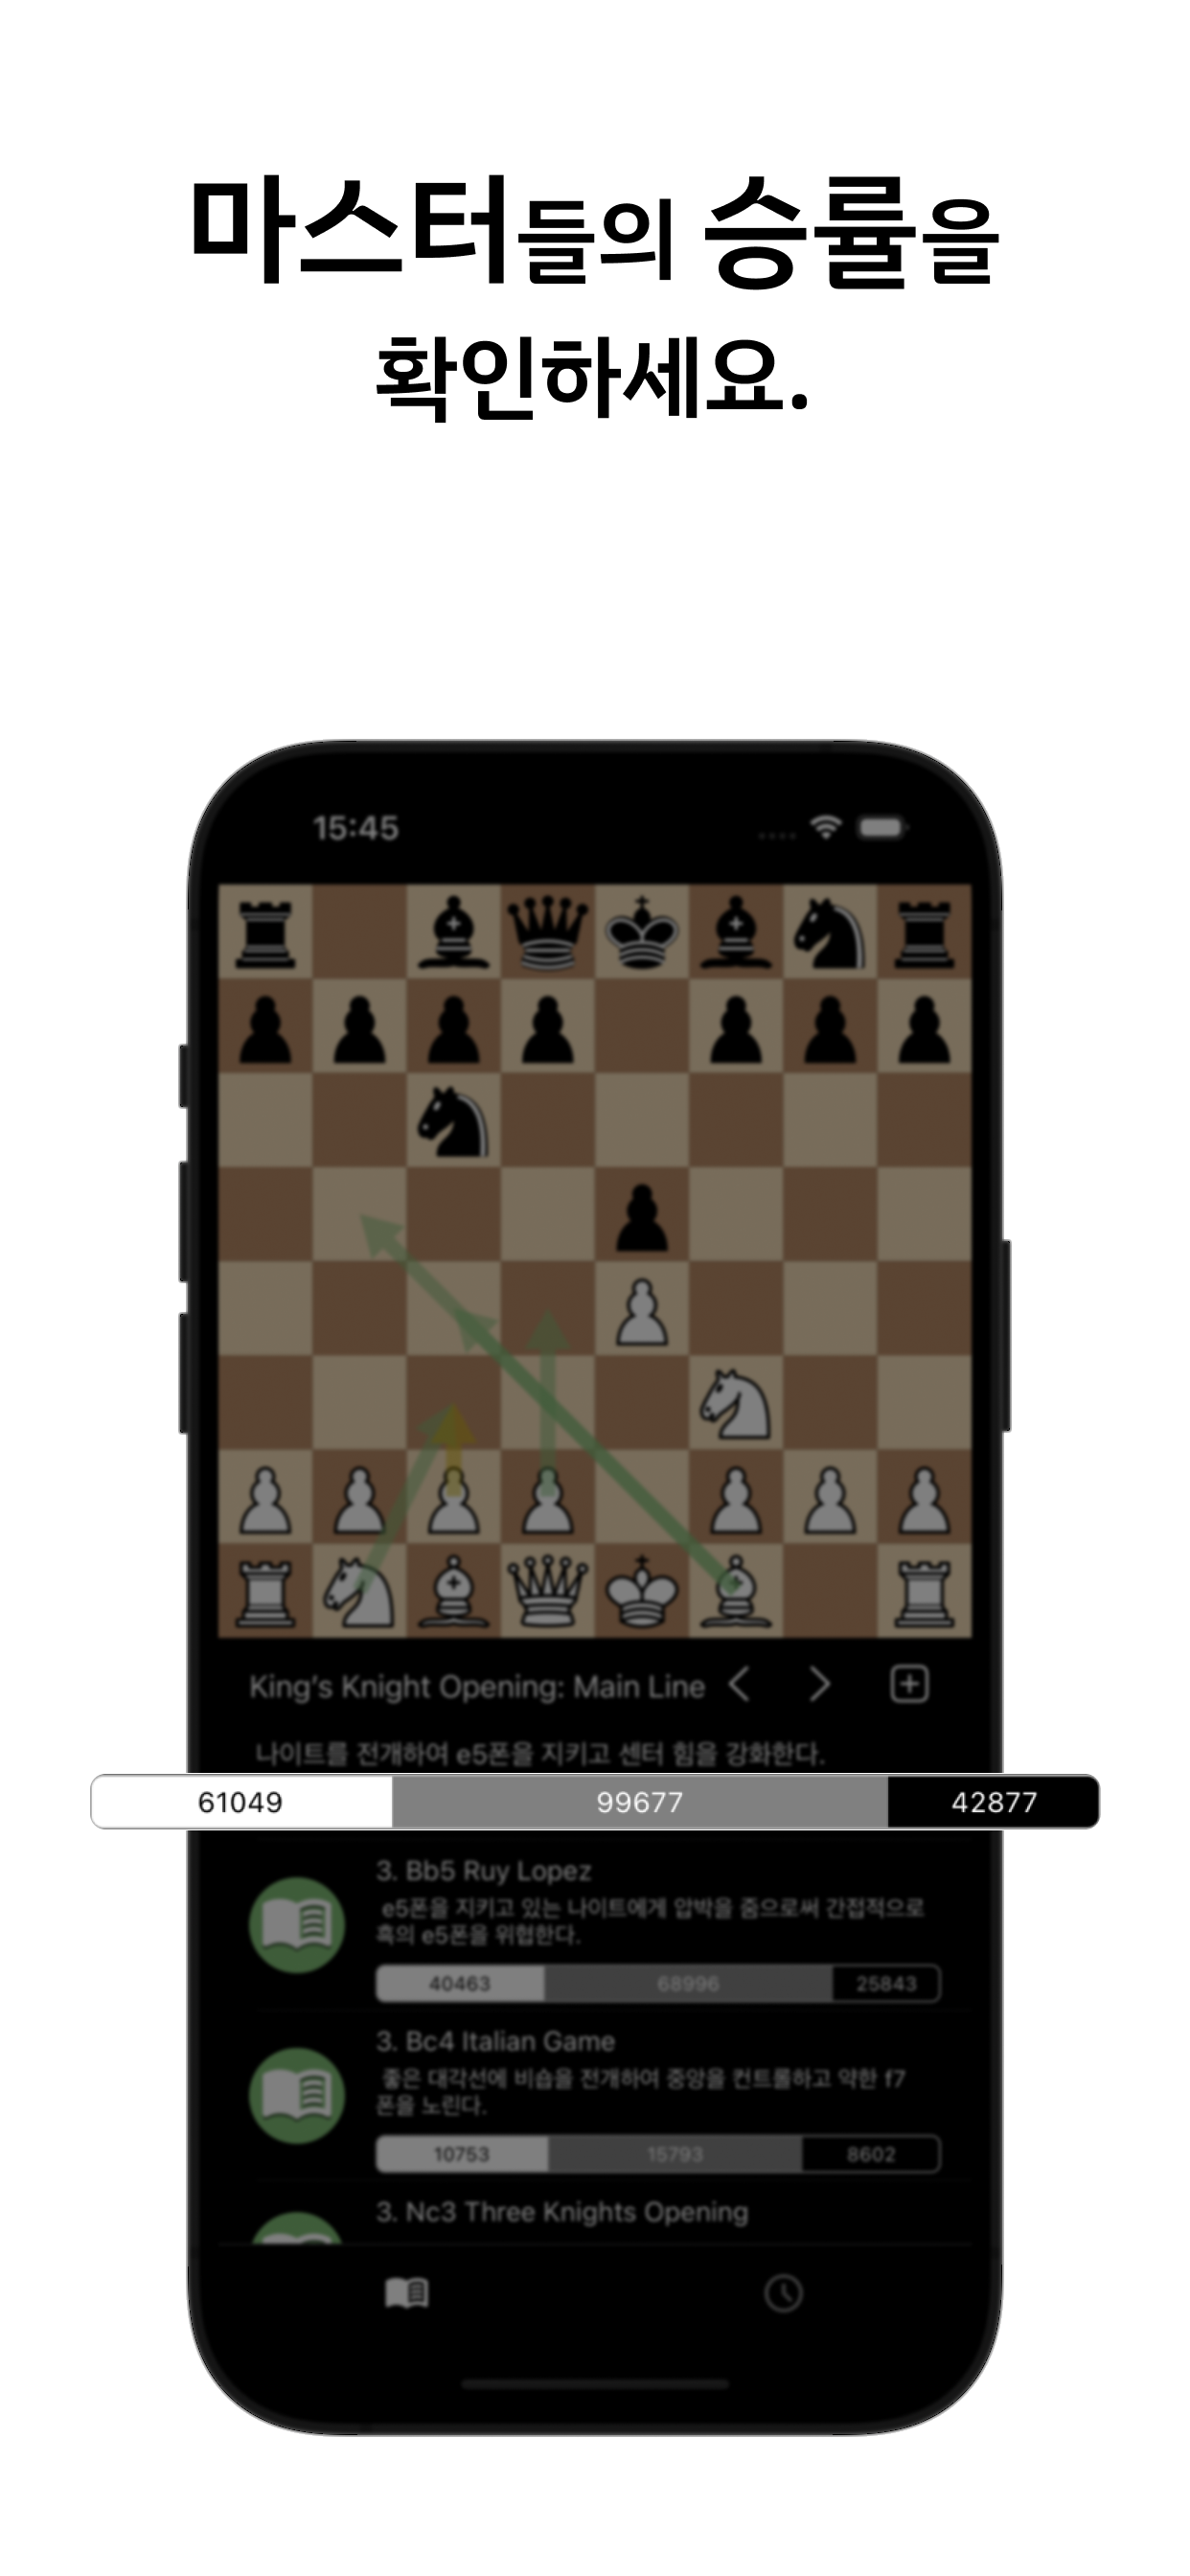 마스터들의 승률을
확인하세요.
15:45
King's Knight Opening: Main Line
나이트를 전개하여 e5폰을 지키고 센터 힘을 강화한다.
61049 99677 42877
3. Bb5 Ruy Lopez
e5폰을 지키고 있는 나이트에게 압박을 줌으로써 간접적으로
흑의 e5폰을 위협한다.
40463 68996 25843
3. Bc4 Italian Game
좋은 대각선에 비숍을 전개하여 중앙을 컨트롤하고 약한 f7
폰을 노린다.
10753 15793 8602
3. Nc3 Three Knights Opening